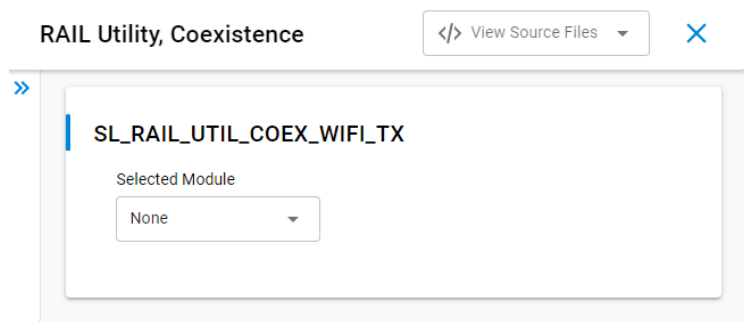 RAIL Utility, Coexistence
</> View Source Files
SL_RAIL_UTIL_COEX_WIFI_TX
Selected Module
None